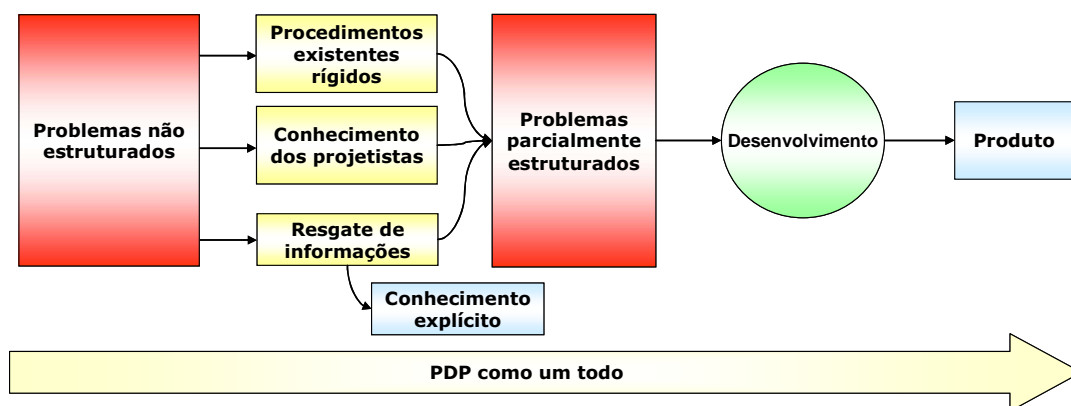 Problemas não
estruturados
Procedimentos
existentes
rígidos
Conhecimento
dos projetistas
Resgate de
informações
Conhecimento
explícito
Problemas
parcialmente
estruturados
Desenvolvimento
Produto
PDP como um todo